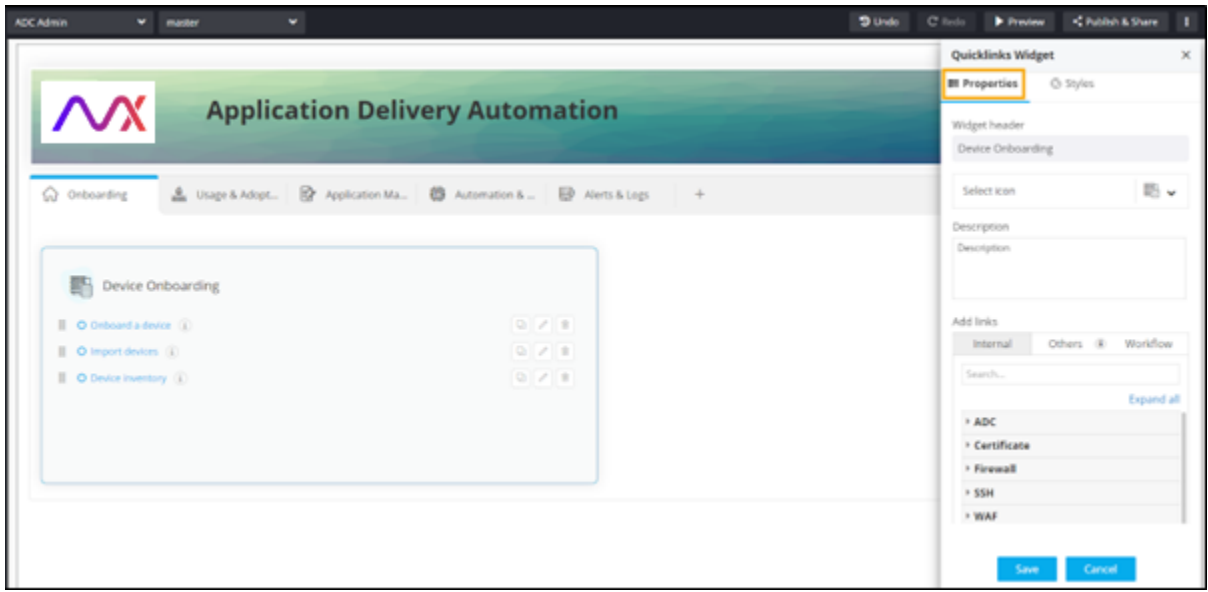 ADC Admin master Undo Redo Preview Publish & Share
Quicklinks Widget
Properties Styles
Application Delivery Automation
Widget header
Device Onboarding
Onboarding Usage & Adopt... Application Ma... Automation & ... Alerts & Logs +
Select icon
Description
Description
Device Onboarding
Onboard a device i
Import devices i
Device inventory i
Add links
Internal Others Workflow
Search...
Expand all
ADC
Certificate
Firewall
SSH
WAF
Save Cancel